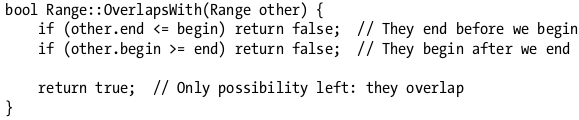 bool Range::OverlapsWith(Range other) {
    if (other.end <= begin) return false;  // They end before we begin
    if (other.begin >= end) return false;  // They begin after we end

    return true;  // Only possibility left: they overlap
}